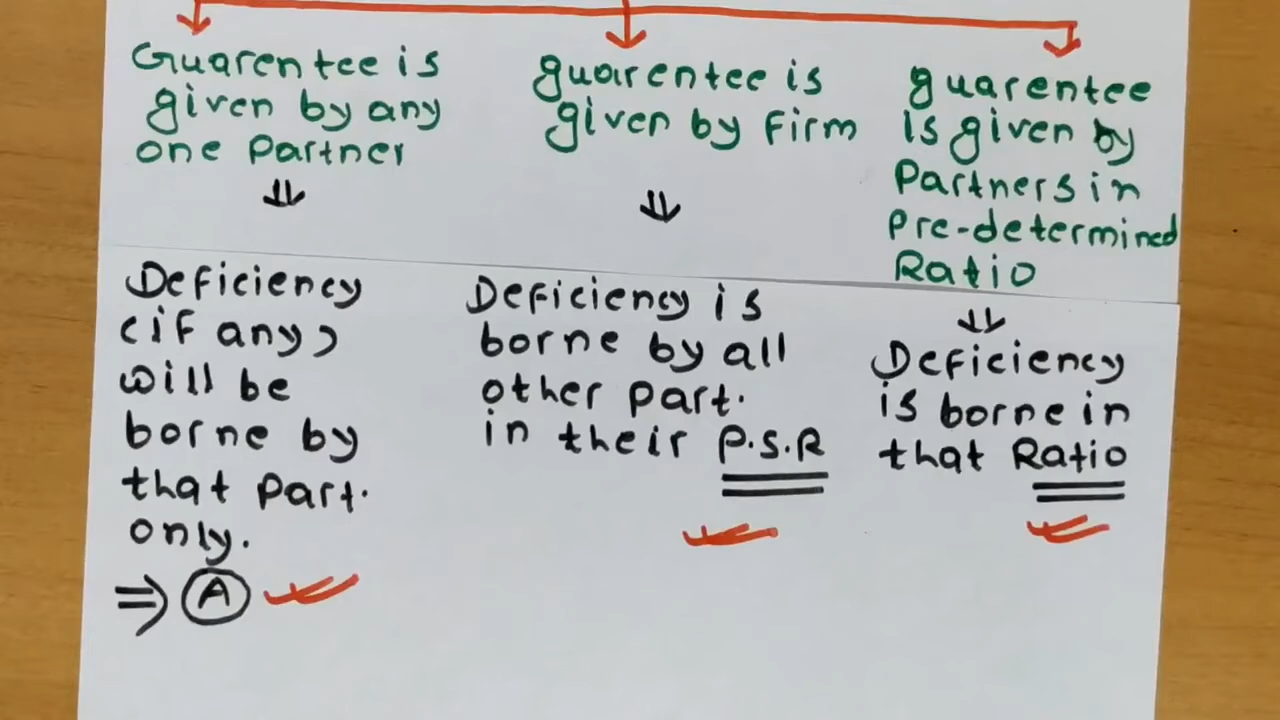 Guarentee is
given by any
one Partner
⇓
Deficiency
(if any)
will be
borne by
that Part.
only.
⇒ A
guarentee is
given by Firm
⇓
Deficiency is
borne by all
other Part.
in their P.S.R
guarentee
is given by
Partners in
Pre-determined
Ratio
⇓
Deficiency
is borne in
that Ratio